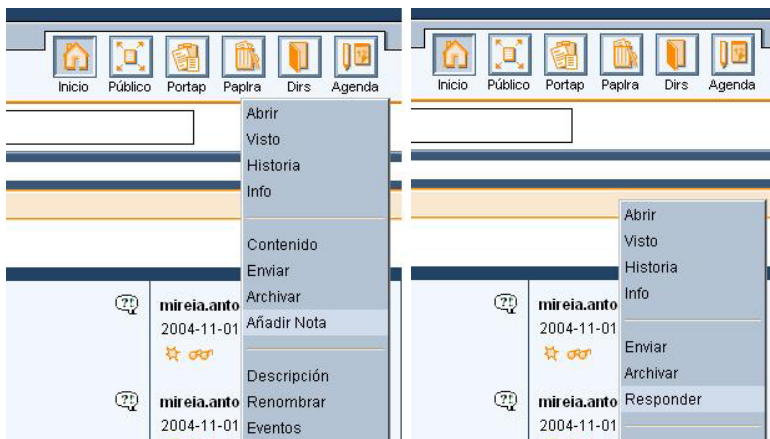 Inicio Público Portap Paplra Dirs Agenda
Abrir
Visto
Historia
Info
Contenido
Enviar
Archivar
Añadir Nota
Descripción
Renombrar
Eventos
mireia.anto
2004-11-01
mireia.anto
2004-11-01
Inicio Público Portap Paplra Dirs Agenda
Abrir
Visto
Historia
Info
Enviar
Archivar
Responder
mireia.anto
2004-11-01
mireia.anto
2004-11-01